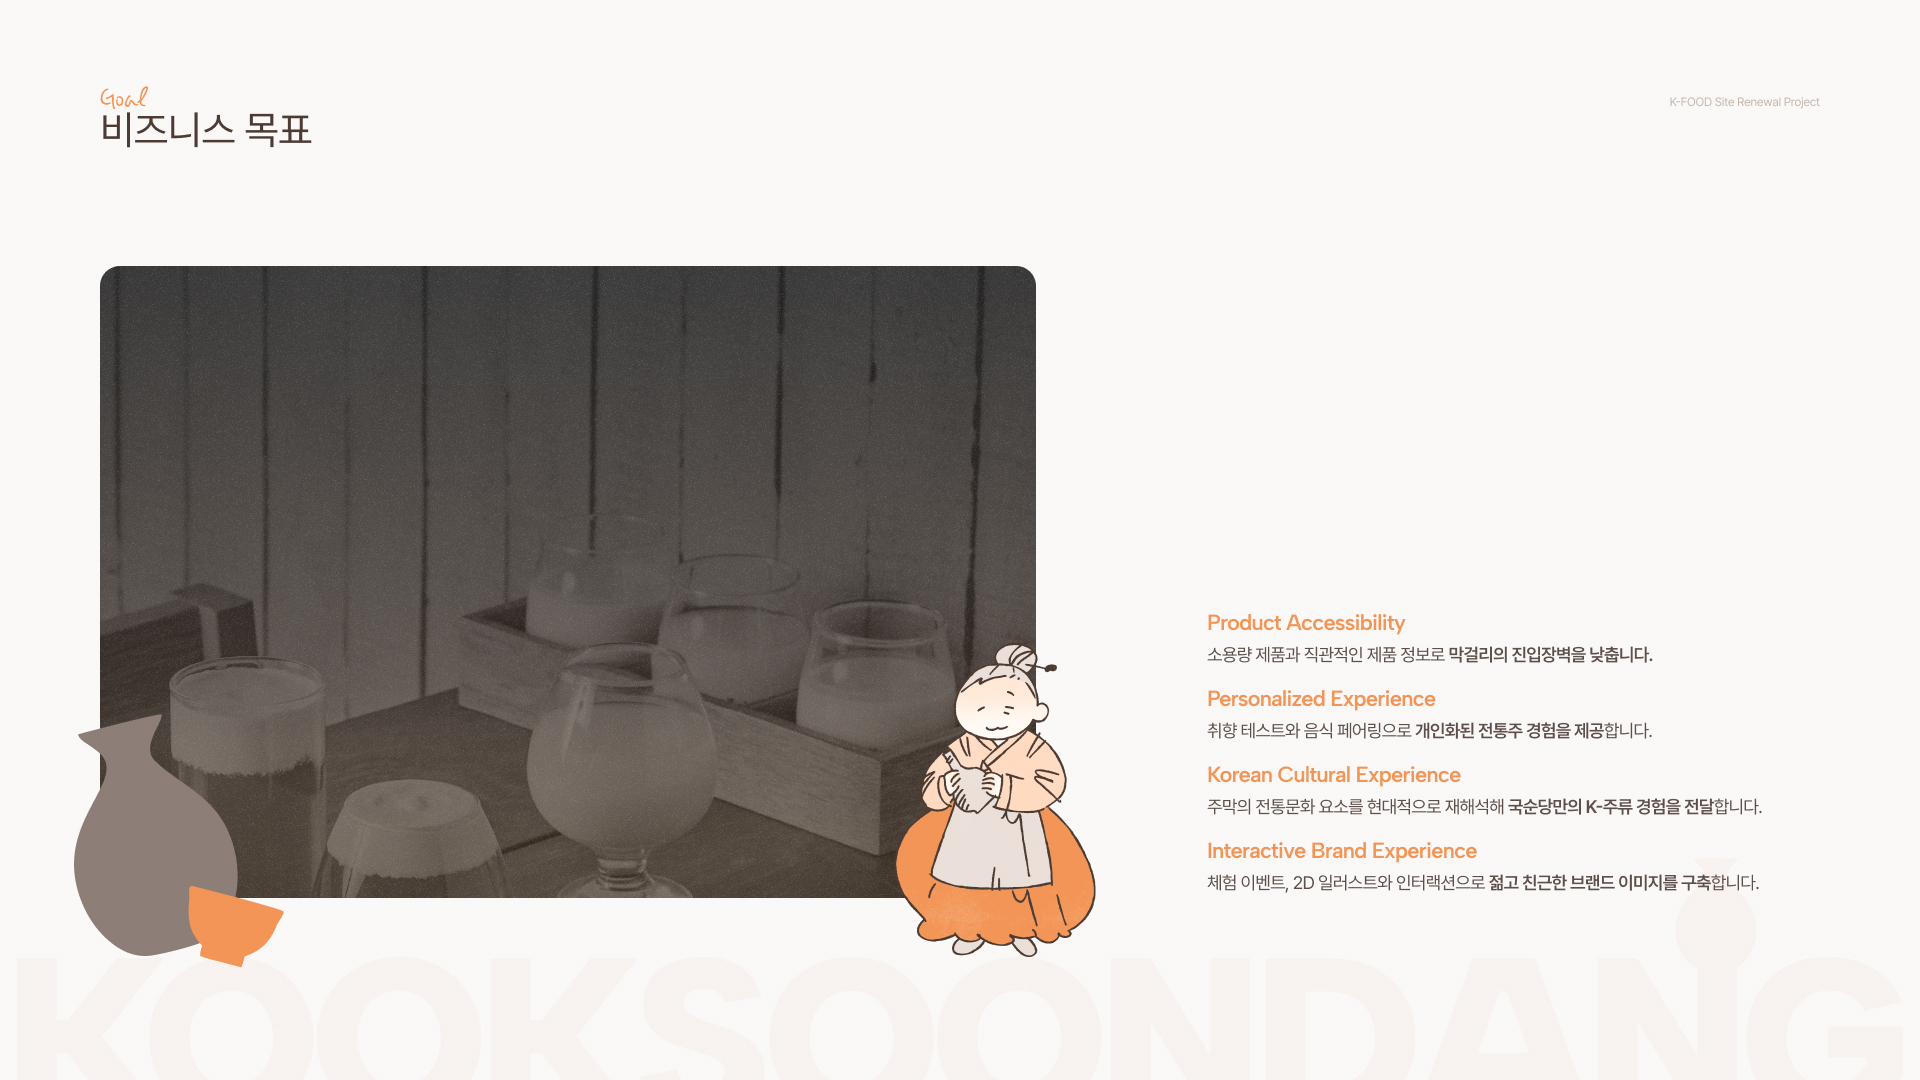 Goal
비즈니스 목표
K-FOOD Site Renewal Project
Product Accessibility
소용량 제품과 직관적인 제품 정보로 막걸리의 진입장벽을 낮춥니다.
Personalized Experience
취향 테스트와 음식 페어링으로 개인화된 전통주 경험을 제공합니다.
Korean Cultural Experience
주막의 전통문화 요소를 현대적으로 재해석해 국순당만의 K-주류 경험을 전달합니다.
Interactive Brand Experience
체험 이벤트, 2D 일러스트와 인터랙션으로 젊고 친근한 브랜드 이미지를 구축합니다.
KOOKSOONDANG